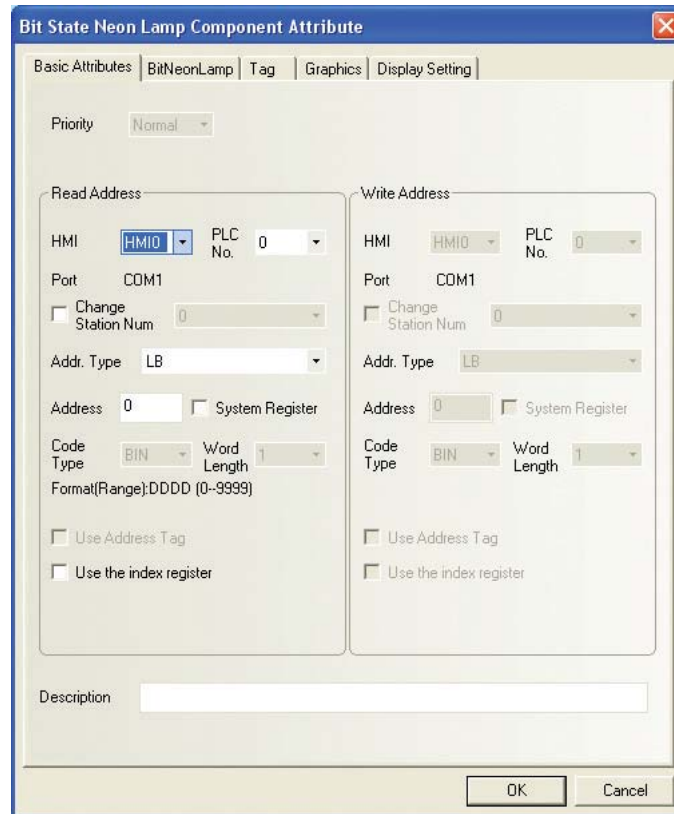 Bit State Neon Lamp Component Attribute
Basic Attributes BitNeonLamp Tag Graphics Display Setting
Priority Normal
Read Address
HMI HMI0 PLC No. 0
Port COM1
Change Station Num 0
Addr. Type LB
Address 0 System Register
Code Type BIN Word Length 1
Format(Range):DDDD (0--9999)
Use Address Tag
Use the index register
Write Address
HMI HMI0 PLC No. 0
Port COM1
Change Station Num 0
Addr. Type LB
Address 0 System Register
Code Type BIN Word Length 1
Use Address Tag
Use the index register
Description
OK Cancel